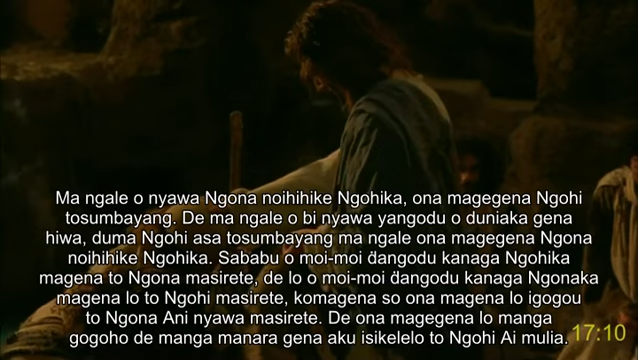 Ma ngale o nyawa Ngona noihihike Ngohika, ona magegena Ngohi
tosumbayang. De ma ngale o bi nyawa yangodu o duniaka gena
hiwa, duma Ngohi asa tosumbayang ma ngale ona magegena Ngona
noihihike Ngohika. Sababu o moi-moi d̈angodu kanaga Ngohika
magena to Ngona masirete, de lo o moi-moi d̈angodu kanaga Ngonaka
magena lo to Ngohi masirete, komagena so ona magena lo igogou
to Ngona Ani nyawa masirete. De ona magegena lo manga
gogoho de manga manara gena aku isikelelo to Ngohi Ai mulia.
17:10